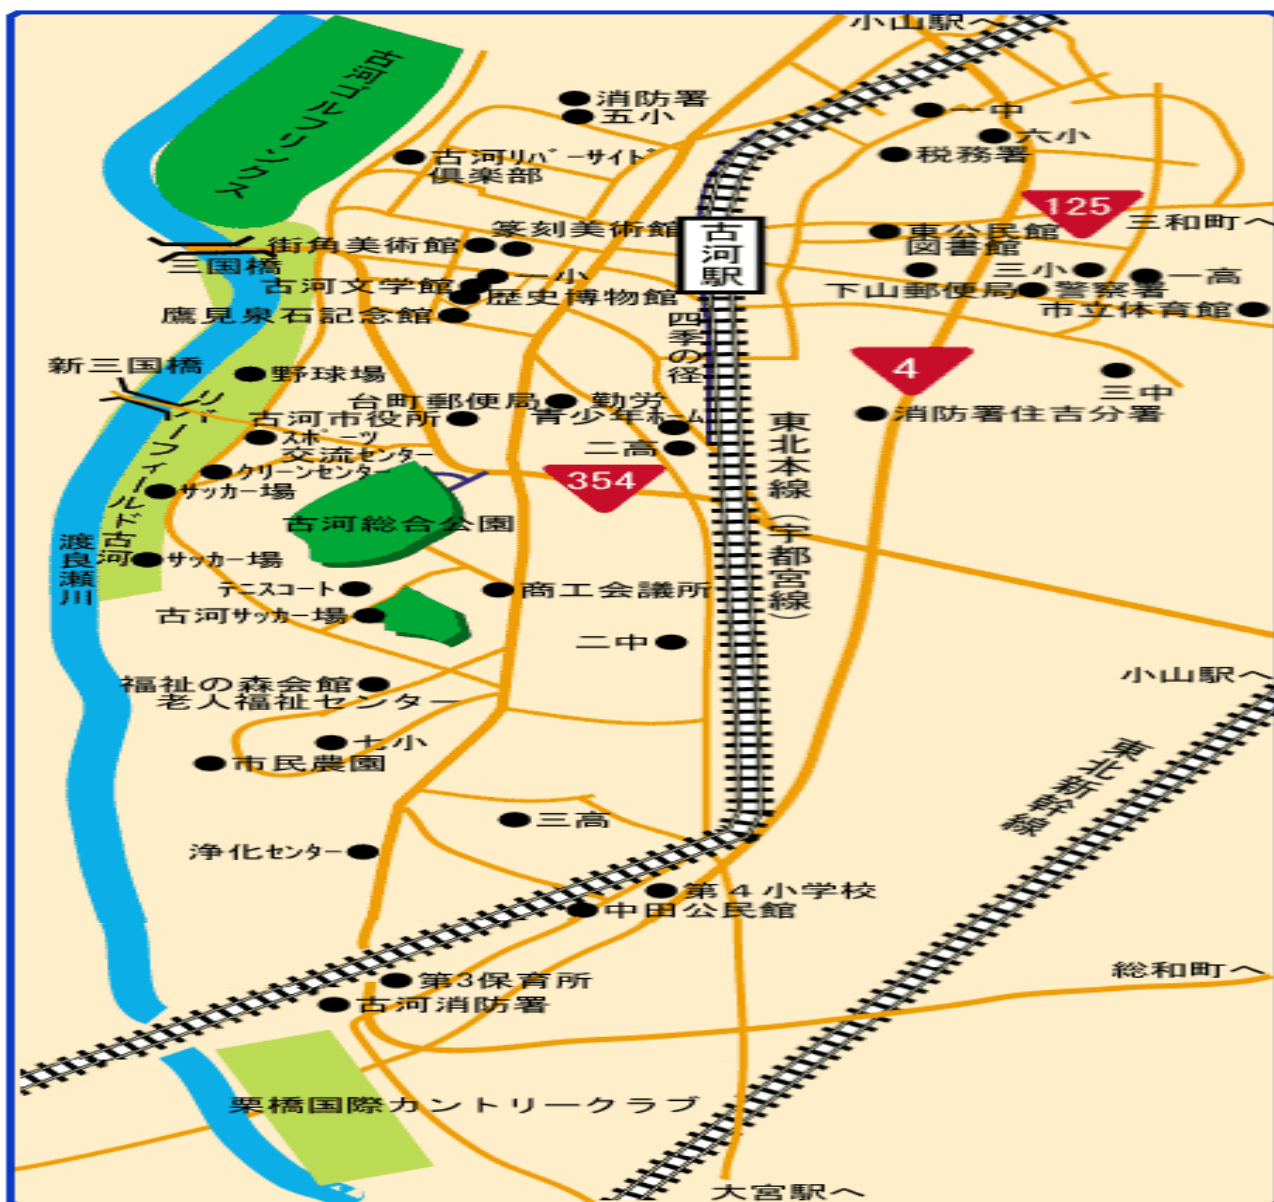 小山駅へ
古河ゴルフリンクス
消防署
五小
一中
六小
古河リバーサイド
倶楽部
税務署
125
三和町へ
篆刻美術館
街角美術館
古河駅
東公民館
図書館
三国橋
一小
三小
一高
古河文学館
歴史博物館
下山郵便局
警察署
市立体育館
鷹見泉石記念館
四季の径
新三国橋
野球場
4
三中
台町郵便局
勤労
青少年ホーム
古河市役所
消防署住吉分署
リバーフィールド古河
スポーツ
交流センター
二高
東北本線(宇都宮線)
クリーンセンター
サッカー場
354
古河総合公園
渡良瀬川
サッカー場
テニスコート
商工会議所
古河サッカー場
二中
福祉の森会館
老人福祉センター
小山駅へ
七小
市民農園
東北新幹線
三高
浄化センター
第4小学校
中田公民館
総和町へ
第3保育所
古河消防署
栗橋国際カントリークラブ
大宮駅へ